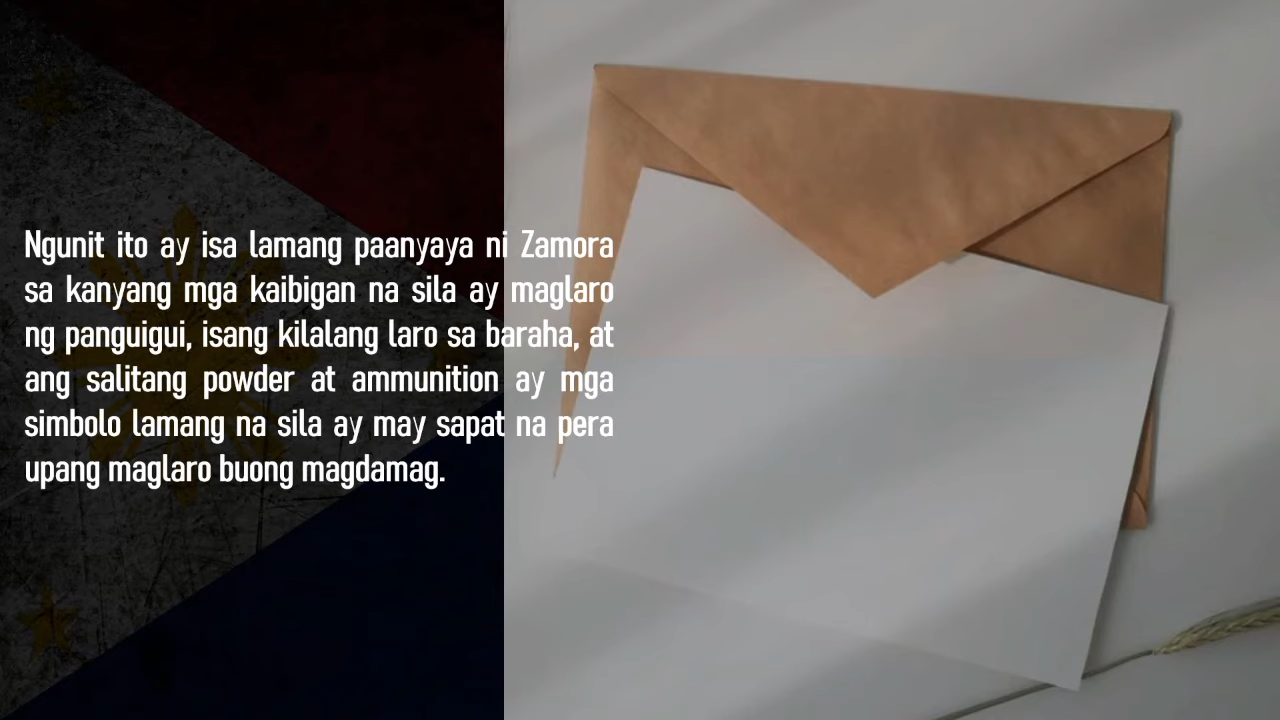 Ngunit ito ay isa lamang paanyaya ni Zamora
sa kanyang mga kaibigan na sila ay maglaro
ng panguigui, isang kilalang laro sa baraha, at
ang salitang powder at ammunition ay mga
simbolo lamang na sila ay may sapat na pera
upang maglaro buong magdamag.